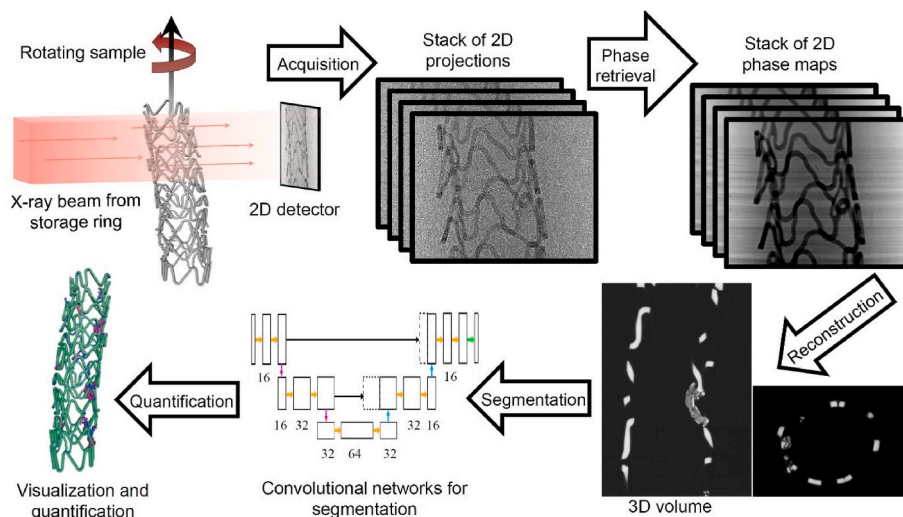 Rotating sample
Acquisition
Stack of 2D
projections
Phase
retrieval
Stack of 2D
phase maps
X-ray beam from
storage ring
2D detector
Reconstruction
3D volume
Segmentation
16
16
16
32
32
16
32
64
32
Convolutional networks for
segmentation
Quantification
Visualization and
quantification